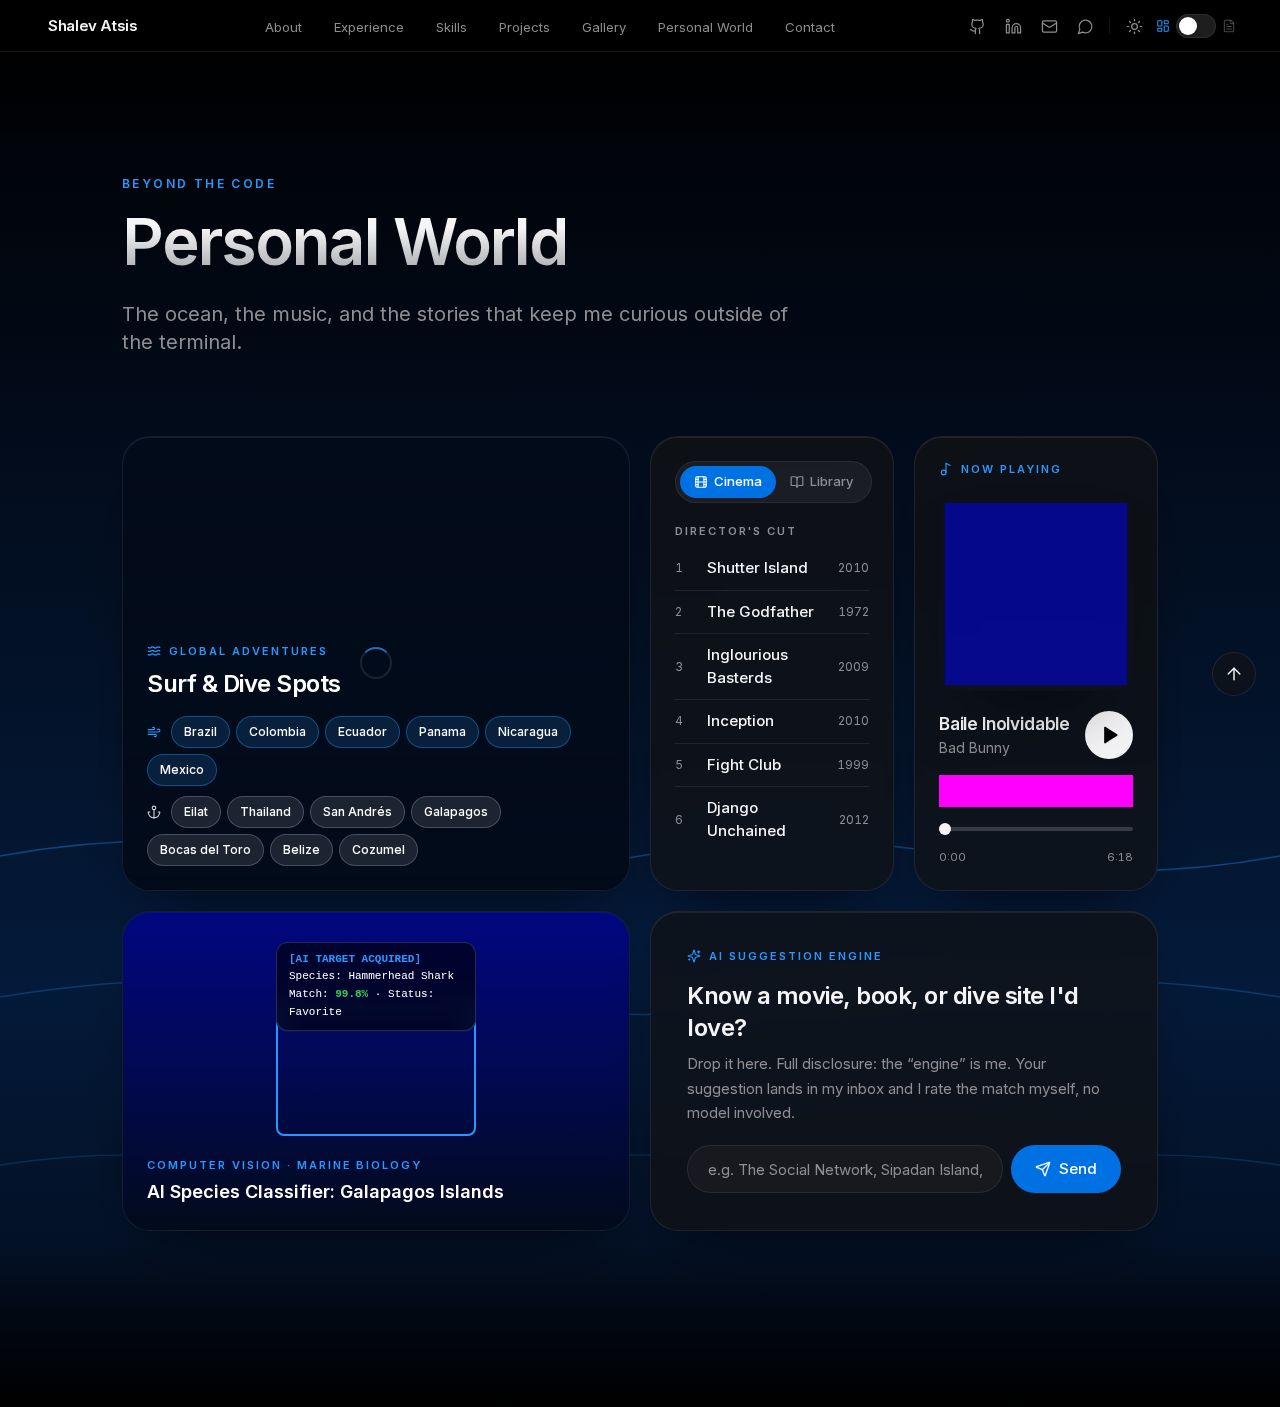 Shalev Atsis
About
Experience
Skills
Projects
Gallery
Personal World
Contact
BEYOND THE CODE
Personal World
The ocean, the music, and the stories that keep me curious outside of
the terminal.
GLOBAL ADVENTURES
Surf & Dive Spots
Brazil
Colombia
Ecuador
Panama
Nicaragua
Mexico
Eilat
Thailand
San Andrés
Galapagos
Bocas del Toro
Belize
Cozumel
Cinema
Library
DIRECTOR'S CUT
1 Shutter Island 2010
2 The Godfather 1972
3 Inglourious
Basterds 2009
4 Inception 2010
5 Fight Club 1999
6 Django
Unchained 2012
NOW PLAYING
Baile Inolvidable
Bad Bunny
0:00
6:18
[AI TARGET ACQUIRED]
Species: Hammerhead Shark
Match: 99.8% · Status:
Favorite
COMPUTER VISION · MARINE BIOLOGY
AI Species Classifier: Galapagos Islands
AI SUGGESTION ENGINE
Know a movie, book, or dive site I'd
love?
Drop it here. Full disclosure: the “engine” is me. Your
suggestion lands in my inbox and I rate the match myself, no
model involved.
e.g. The Social Network, Sipadan Island,
Send